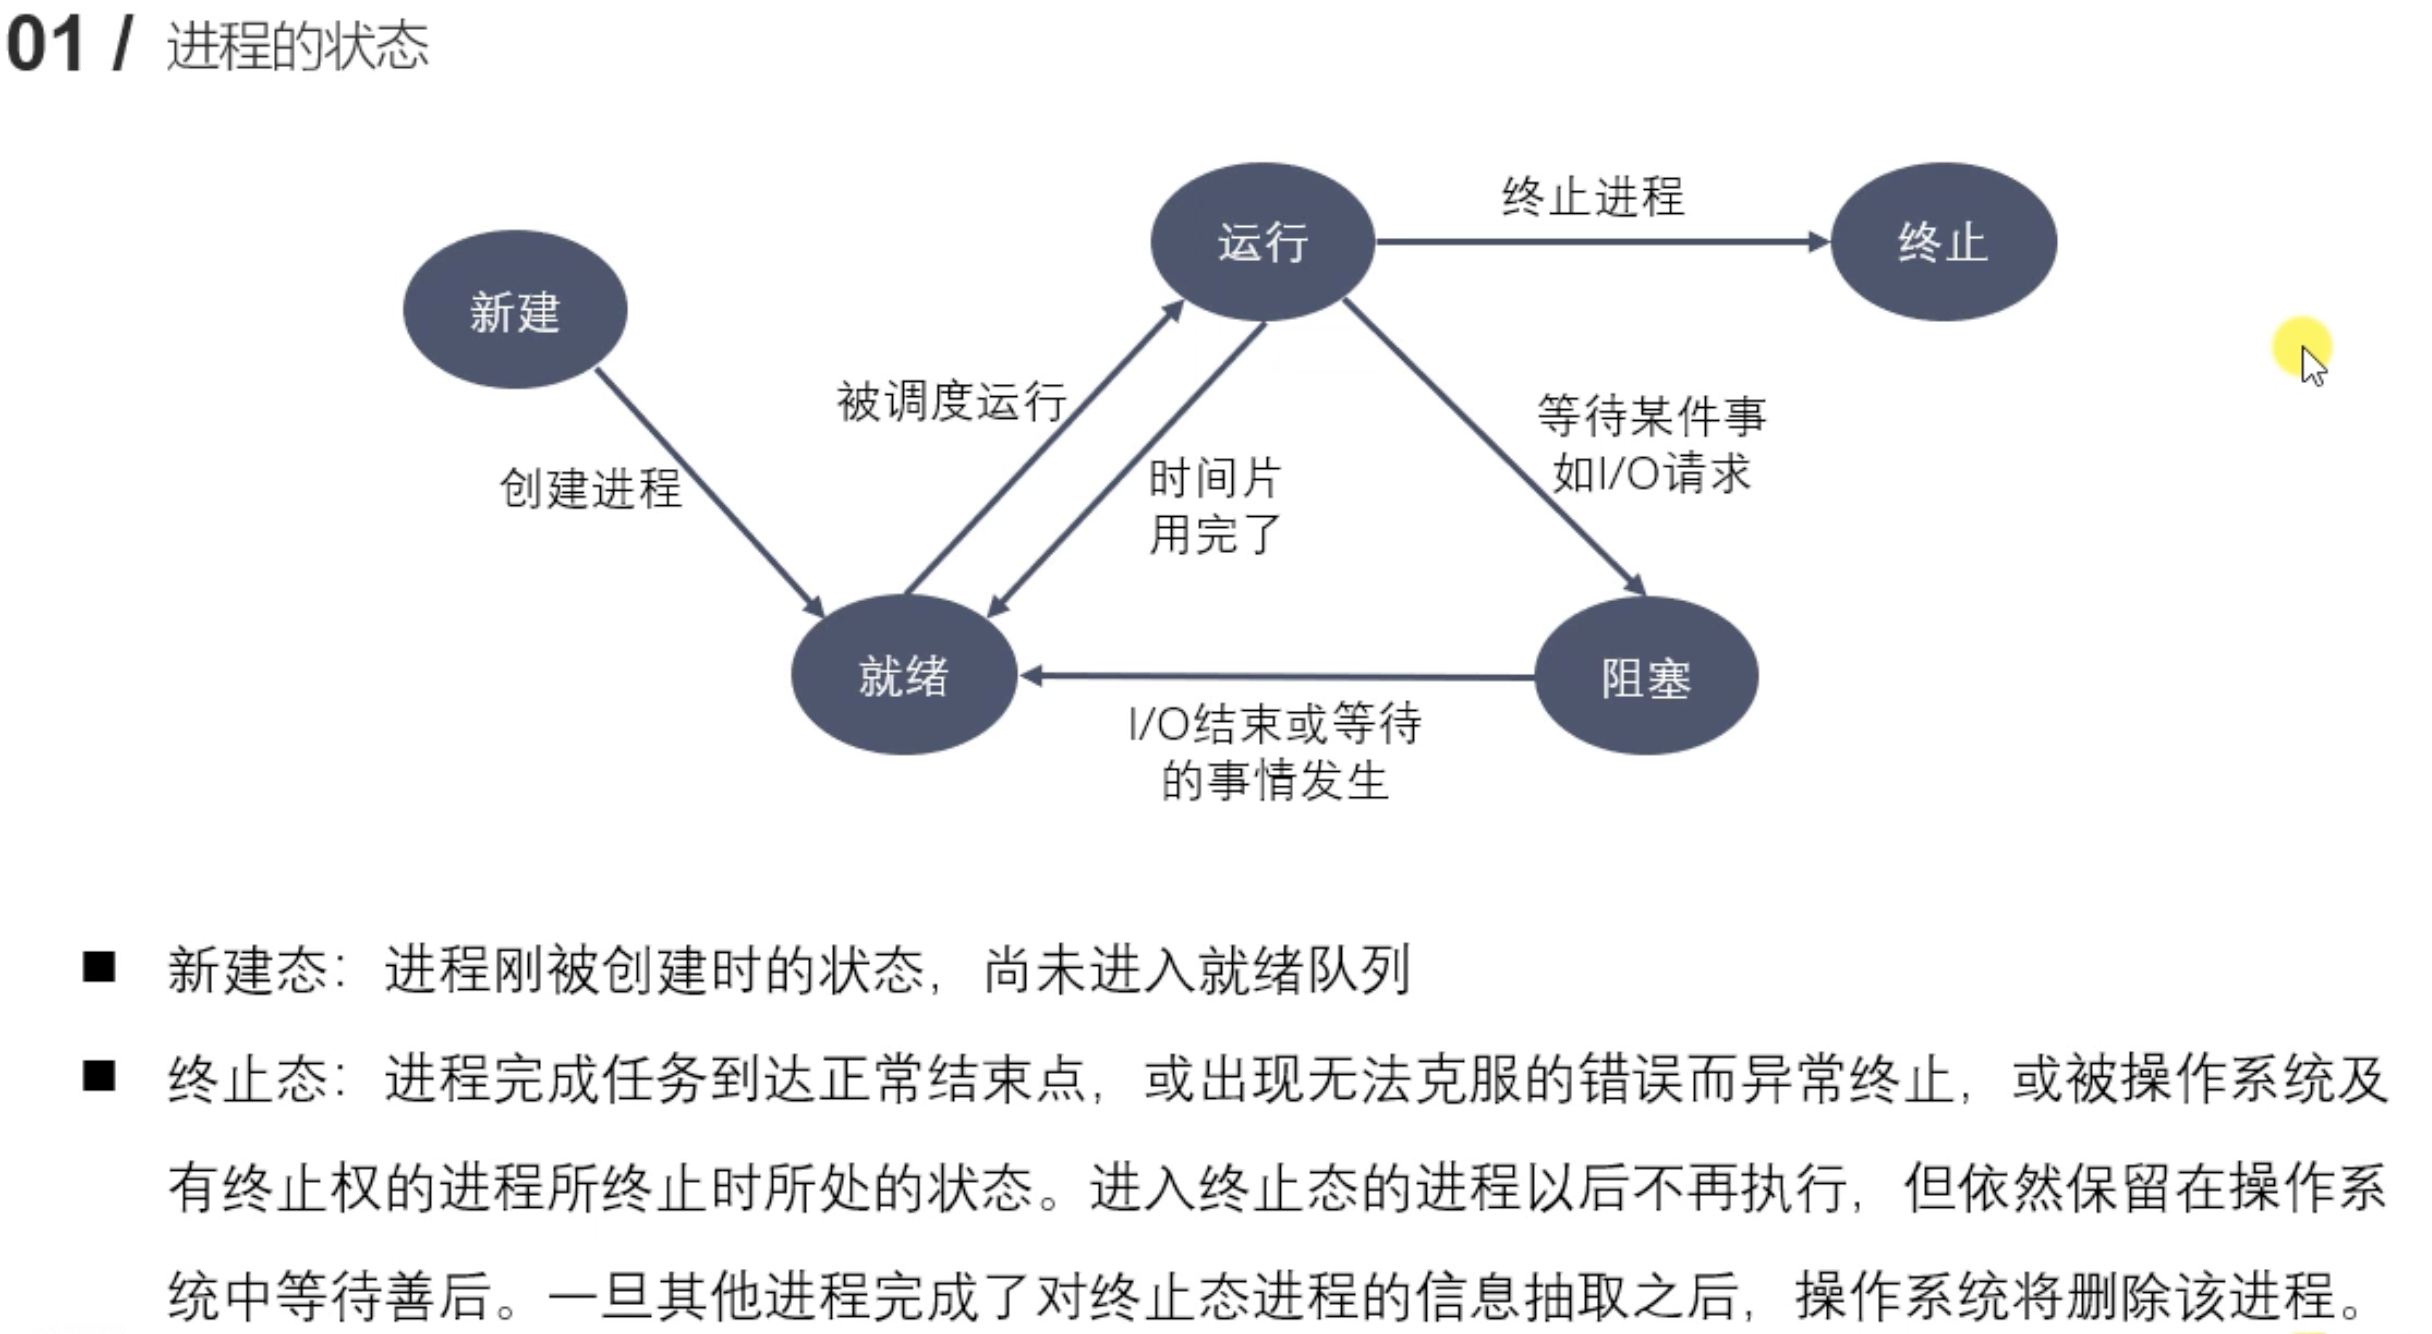 01 / 进程的状态
运行
终止进程
终止
新建
被调度运行
等待某件事
如I/O请求
创建进程
时间片
用完了
就绪
阻塞
I/O结束或等待
的事情发生
■ 新建态：进程刚被创建时的状态，尚未进入就绪队列
■ 终止态：进程完成任务到达正常结束点，或出现无法克服的错误而异常终止，或被操作系统及
有终止权的进程所终止时所处的状态。进入终止态的进程以后不再执行，但依然保留在操作系
统中等待善后。一旦其他进程完成了对终止态进程的信息抽取之后，操作系统将删除该进程。